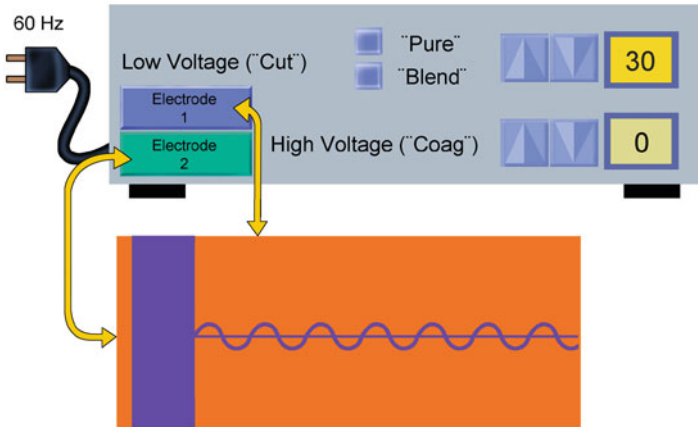 60 Hz
Low Voltage (¨Cut¨)
¨Pure¨
¨Blend¨
30
Electrode
1
Electrode
2
High Voltage (¨Coag¨)
0